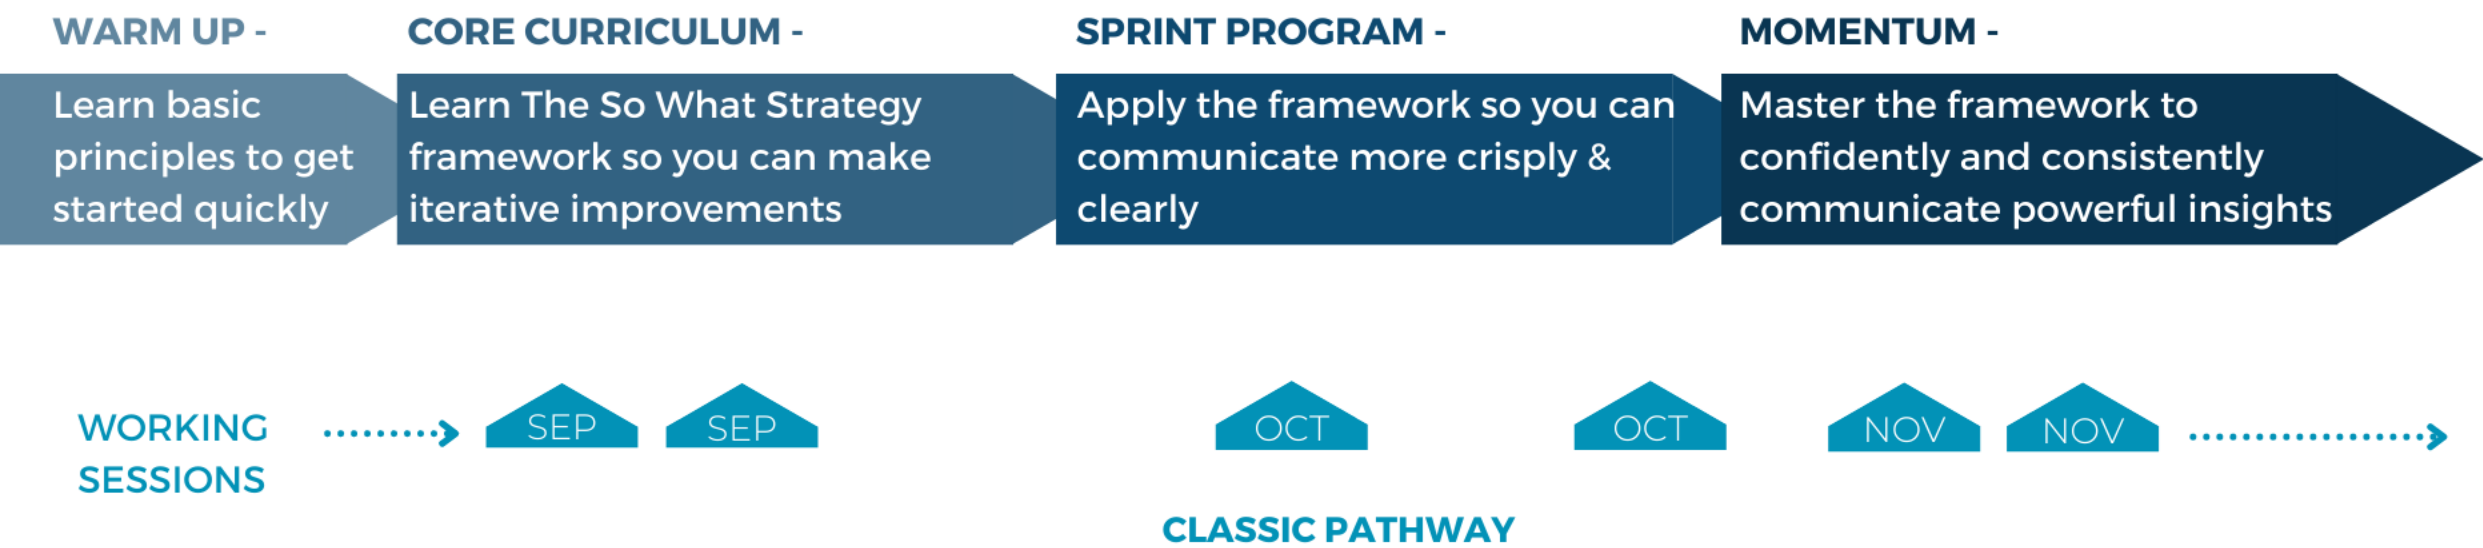 WARM UP -
Learn basic
principles to get
started quickly
CORE CURRICULUM -
Learn The So What Strategy
framework so you can make
iterative improvements
SPRINT PROGRAM -
Apply the framework so you can
communicate more crisply &
clearly
MOMENTUM -
Master the framework to
confidently and consistently
communicate powerful insights
WORKING
SESSIONS
SEP
SEP
OCT
OCT
NOV
NOV
CLASSIC PATHWAY